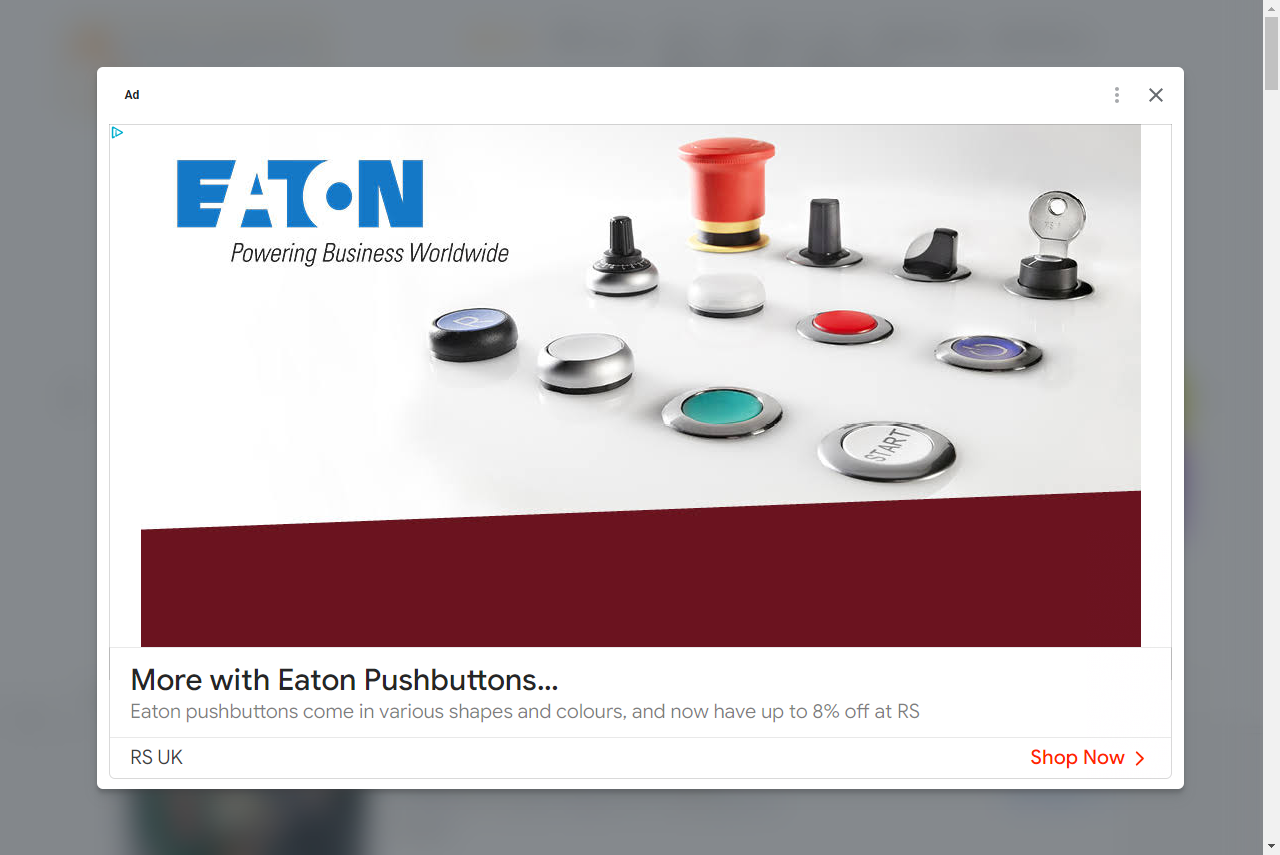 Ad
EATON
Powering Business Worldwide
R
START
More with Eaton Pushbuttons...
Eaton pushbuttons come in various shapes and colours, and now have up to 8% off at RS
RS UK
Shop Now